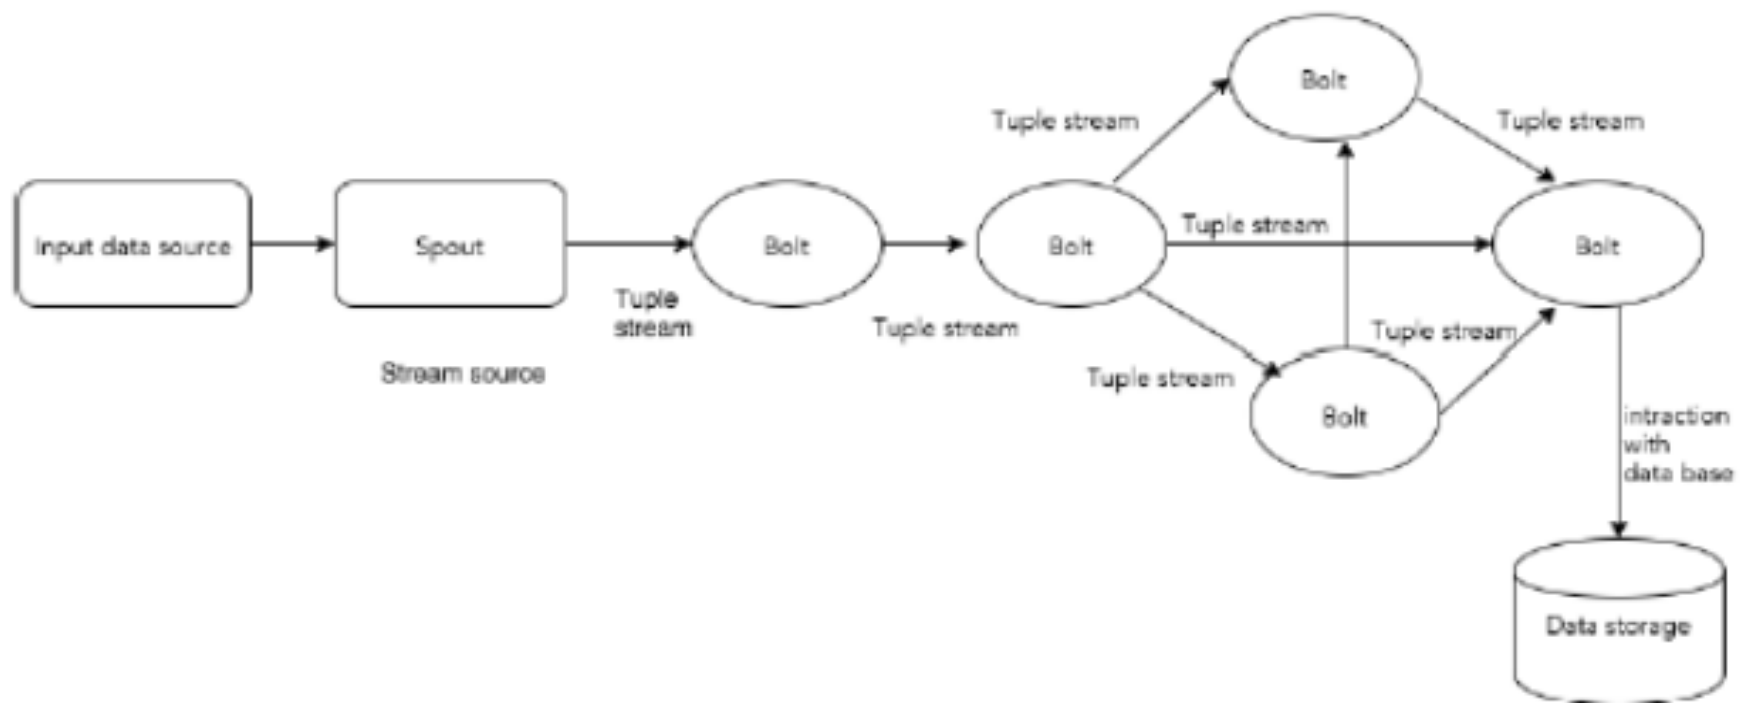 Bolt
Tuple stream
Tuple stream
Input data source
Spout
Bolt
Bolt
Tuple stream
Bolt
Tuple
stream
Tuple stream
Tuple stream
Stream source
Tuple stream
Bolt
intraction
with
data base
Data storage